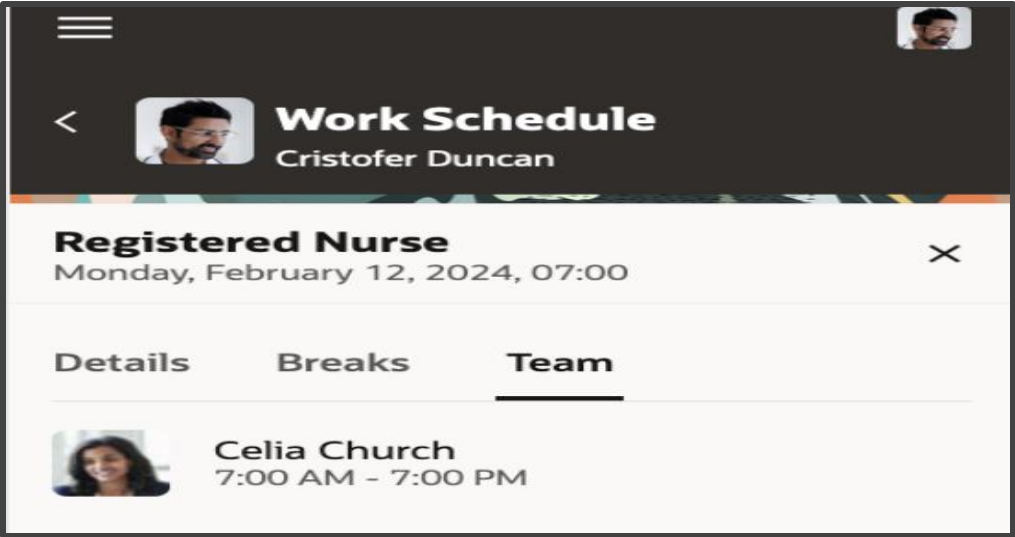 Work Schedule
Cristofer Duncan
Registered Nurse
Monday, February 12, 2024, 07:00
Details Breaks Team
Celia Church
7:00 AM - 7:00 PM